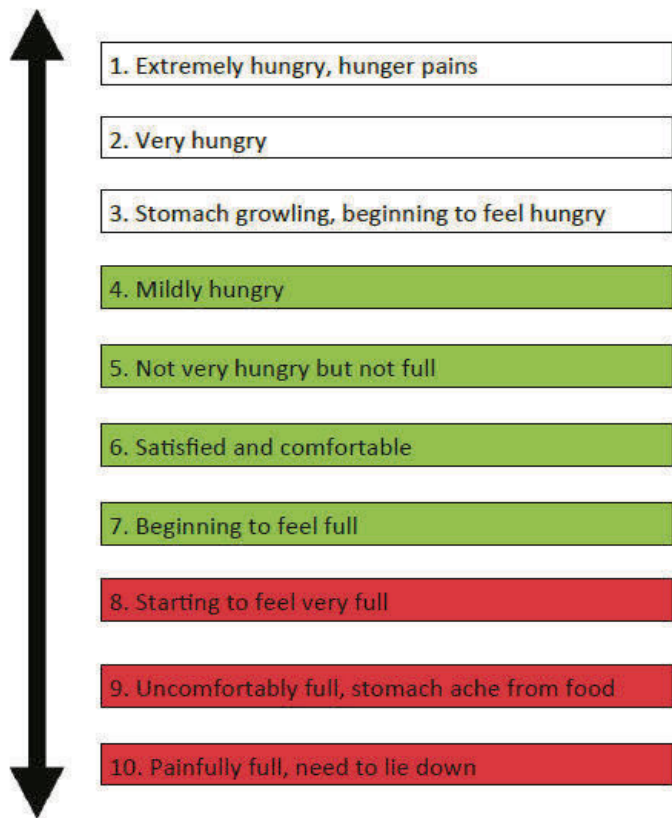 1. Extremely hungry, hunger pains
2. Very hungry
3. Stomach growling, beginning to feel hungry
4. Mildly hungry
5. Not very hungry but not full
6. Satisfied and comfortable
7. Beginning to feel full
8. Starting to feel very full
9. Uncomfortably full, stomach ache from food
10. Painfully full, need to lie down